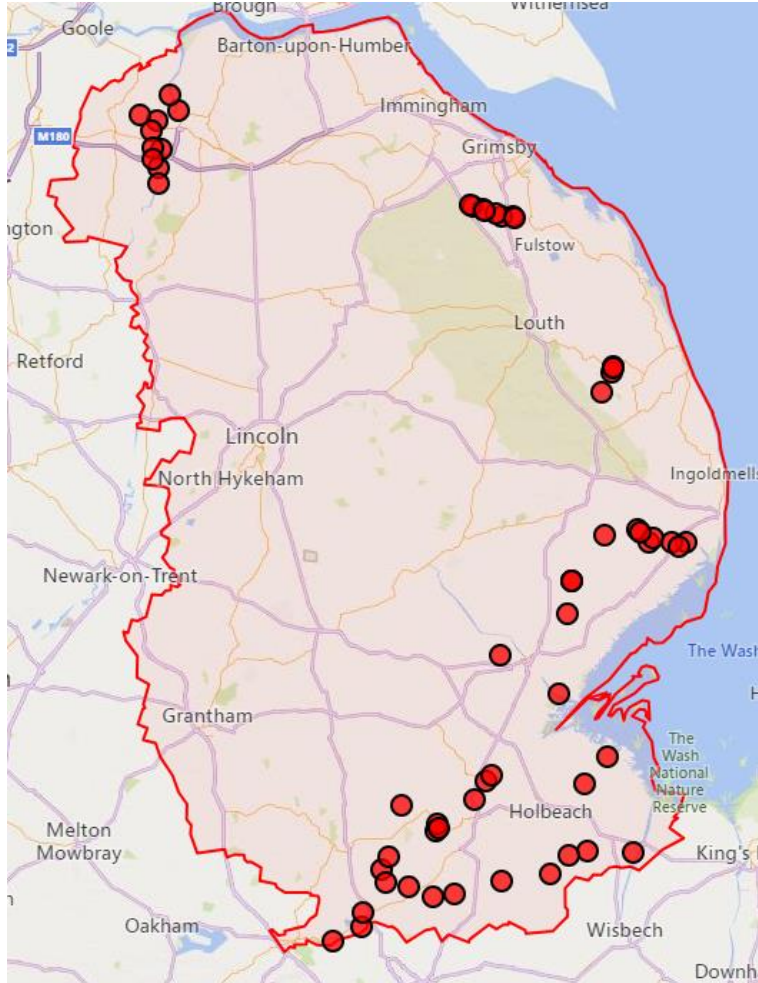 Brough
Withernsea
Goole
Barton-upon-Humber
2
Immingham
M180
Grimsby
ngton
Fulstow
Louth
Retford
Lincoln
Ingoldmells
North Hykeham
Newark-on-Trent
The Wash
H
Grantham
The
Wash
National
Nature
Reserve
Holbeach
Melton
Mowbray
King's
n
Oakham
Wisbech
Downh